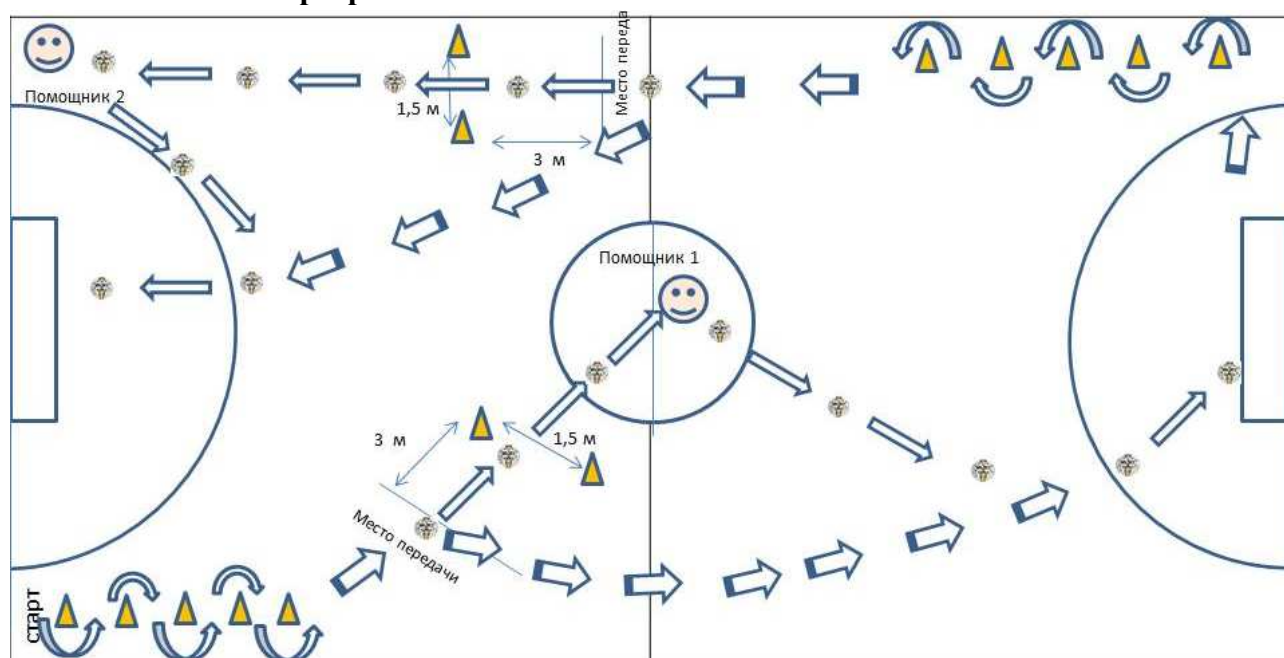 Помощник 2
1,5 м
3 м
Место переда
Помощник 1
3 м
1,5 м
Место передачи
старт